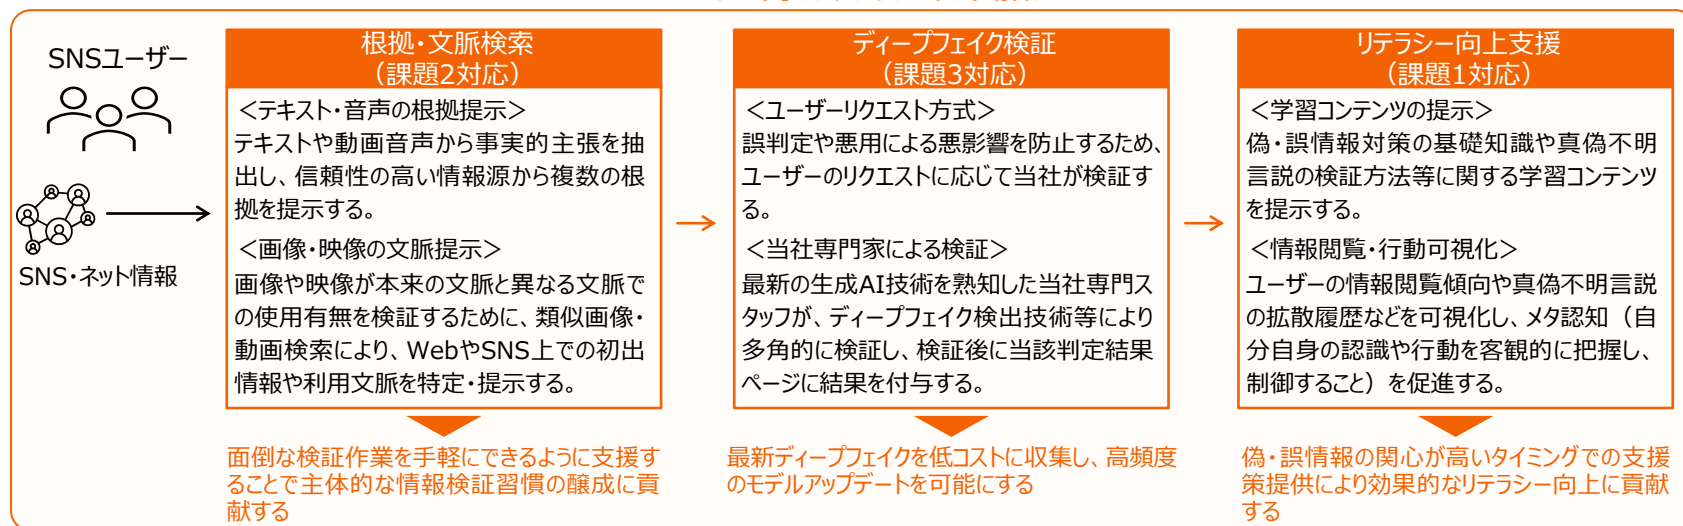 SNSユーザー
SNS・ネット情報
根拠・文脈検索
（課題2対応）
＜テキスト・音声の根拠提示＞
テキストや動画音声から事実的主張を抽
出し、信頼性の高い情報源から複数の根
拠を提示する。
＜画像・映像の文脈提示＞
画像や映像が本来の文脈と異なる文脈で
の使用有無を検証するために、類似画像・
動画検索により、WebやSNS上での初出
情報や利用文脈を特定・提示する。
面倒な検証作業を手軽にできるように支援す
ることで主体的な情報検証習慣の醸成に貢
献する
ディープフェイク検証
（課題3対応）
＜ユーザーリクエスト方式＞
誤判定や悪用による悪影響を防止するため、
ユーザーのリクエストに応じて当社が検証す
る。
＜当社専門家による検証＞
最新の生成AI技術を熟知した当社専門ス
タッフが、ディープフェイク検出技術等により
多角的に検証し、検証後に当該判定結果
ページに結果を付与する。
最新ディープフェイクを低コストに収集し、高頻度
のモデルアップデートを可能にする
リテラシー向上支援
（課題1対応）
＜学習コンテンツの提示＞
偽・誤情報対策の基礎知識や真偽不明
言説の検証方法等に関する学習コンテンツ
を提示する。
＜情報閲覧・行動可視化＞
ユーザーの情報閲覧傾向や真偽不明言説
の拡散履歴などを可視化し、メタ認知（自
分自身の認識や行動を客観的に把握し、
制御すること）を促進する。
偽・誤情報の関心が高いタイミングでの支援
策提供により効果的なリテラシー向上に貢献
する